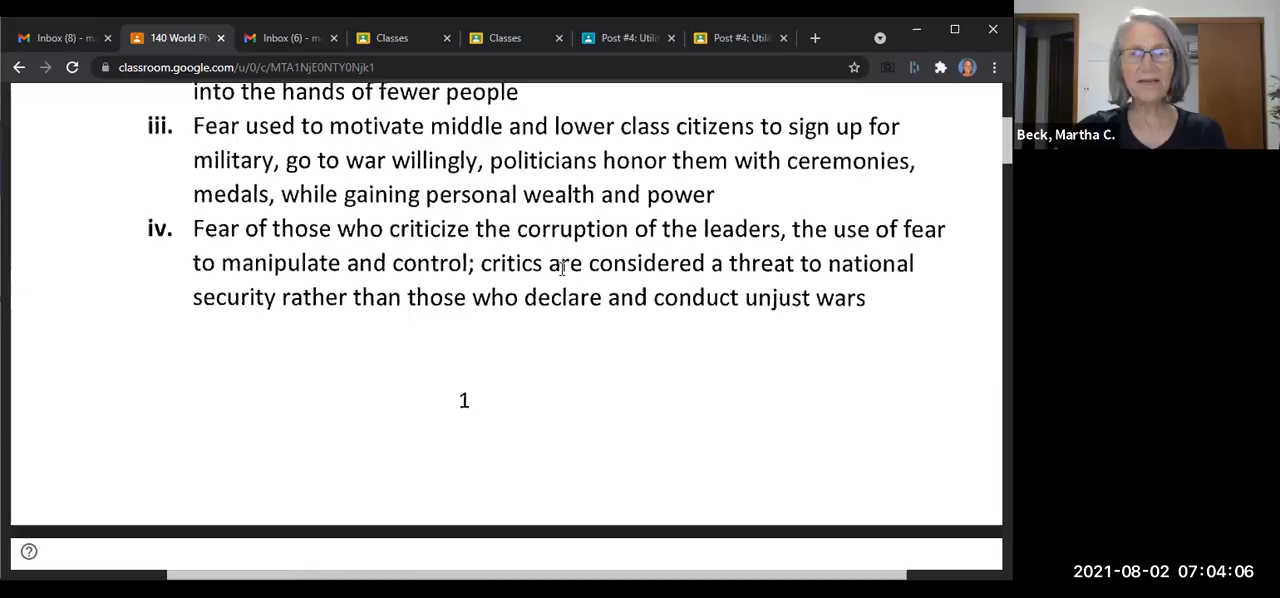 Inbox (8) - m
140 World Ph
Inbox (6) - m
Classes
Classes
Post #4: Utili
Post #4: Utili
classroom.google.com/u/0/c/MTA1NjE0NTY0Njk1
into the hands of fewer people
iii. Fear used to motivate middle and lower class citizens to sign up for
military, go to war willingly, politicians honor them with ceremonies,
medals, while gaining personal wealth and power
iv. Fear of those who criticize the corruption of the leaders, the use of fear
to manipulate and control; critics are considered a threat to national
security rather than those who declare and conduct unjust wars
1
Beck, Martha C.
2021-08-02 07:04:06